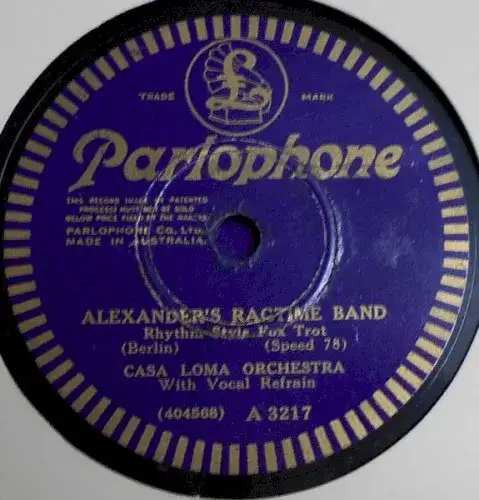 TRADE MARK
Parlophone
THIS RECORD MADE BY PATENTED
PROCESS: MUST NOT BE SOLD
BELOW PRICE FIXED BY THE MAKERS
PARLOPHONE Co., Ltd.
MADE IN AUSTRALIA.
ALEXANDER'S RAGTIME BAND
Rhythm Style Fox Trot
(Berlin) (Speed 78)
CASA LOMA ORCHESTRA
With Vocal Refrain
(404568) A 3217